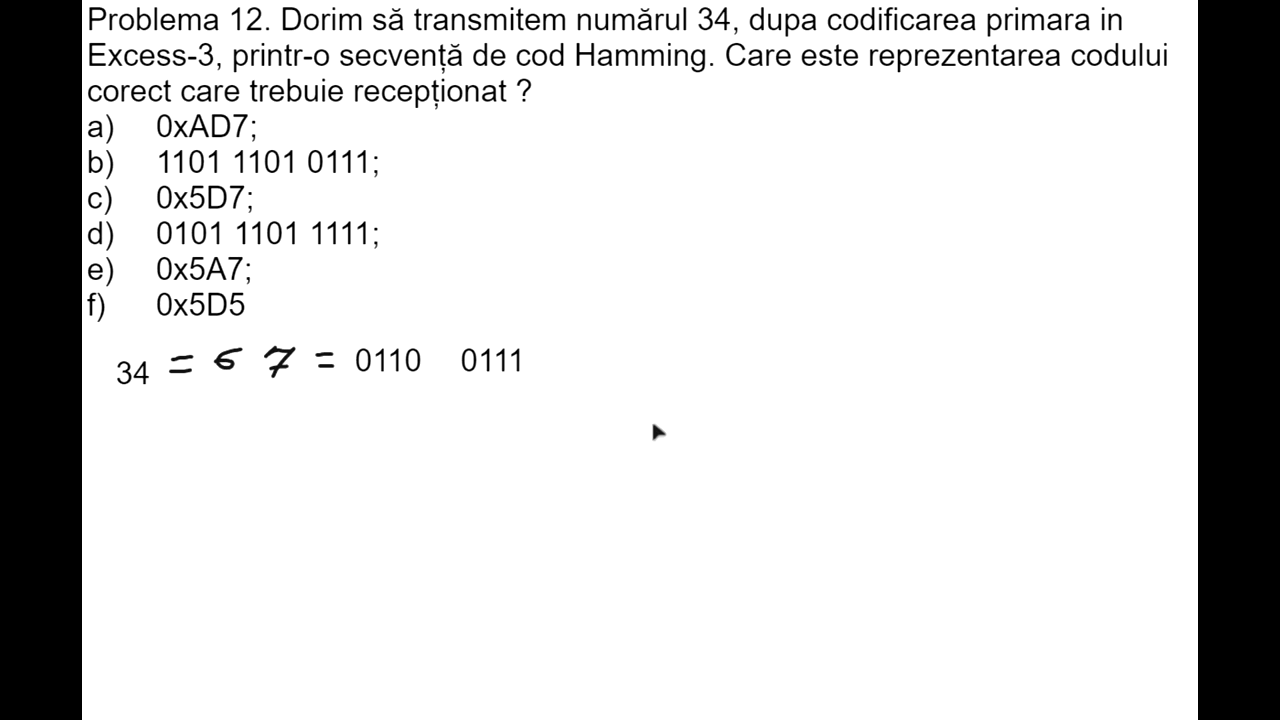 Problema 12. Dorim să transmitem numărul 34, dupa codificarea primara in
Excess-3, printr-o secvență de cod Hamming. Care este reprezentarea codului
corect care trebuie recepționat ?
a) 0xAD7;
b) 1101 1101 0111;
c) 0x5D7;
d) 0101 1101 1111;
e) 0x5A7;
f) 0x5D5
34 = 6 7 = 0110 0111